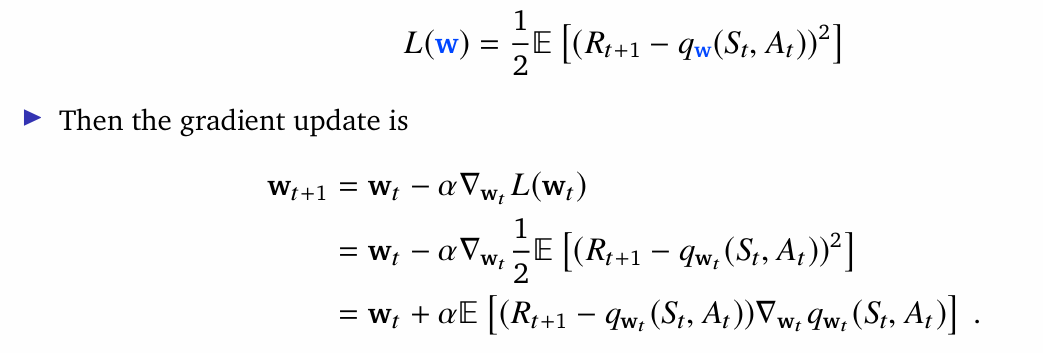 L(w) = 1/2 𝔼 [(R_{t+1} − q_w(S_t, A_t))²]
▶ Then the gradient update is
w_{t+1} = w_t − α∇_{w_t} L(w_t)
= w_t − α∇_{w_t} 1/2 𝔼 [(R_{t+1} − q_{w_t}(S_t, A_t))²]
= w_t + α𝔼 [(R_{t+1} − q_{w_t}(S_t, A_t))∇_{w_t} q_{w_t}(S_t, A_t)] .